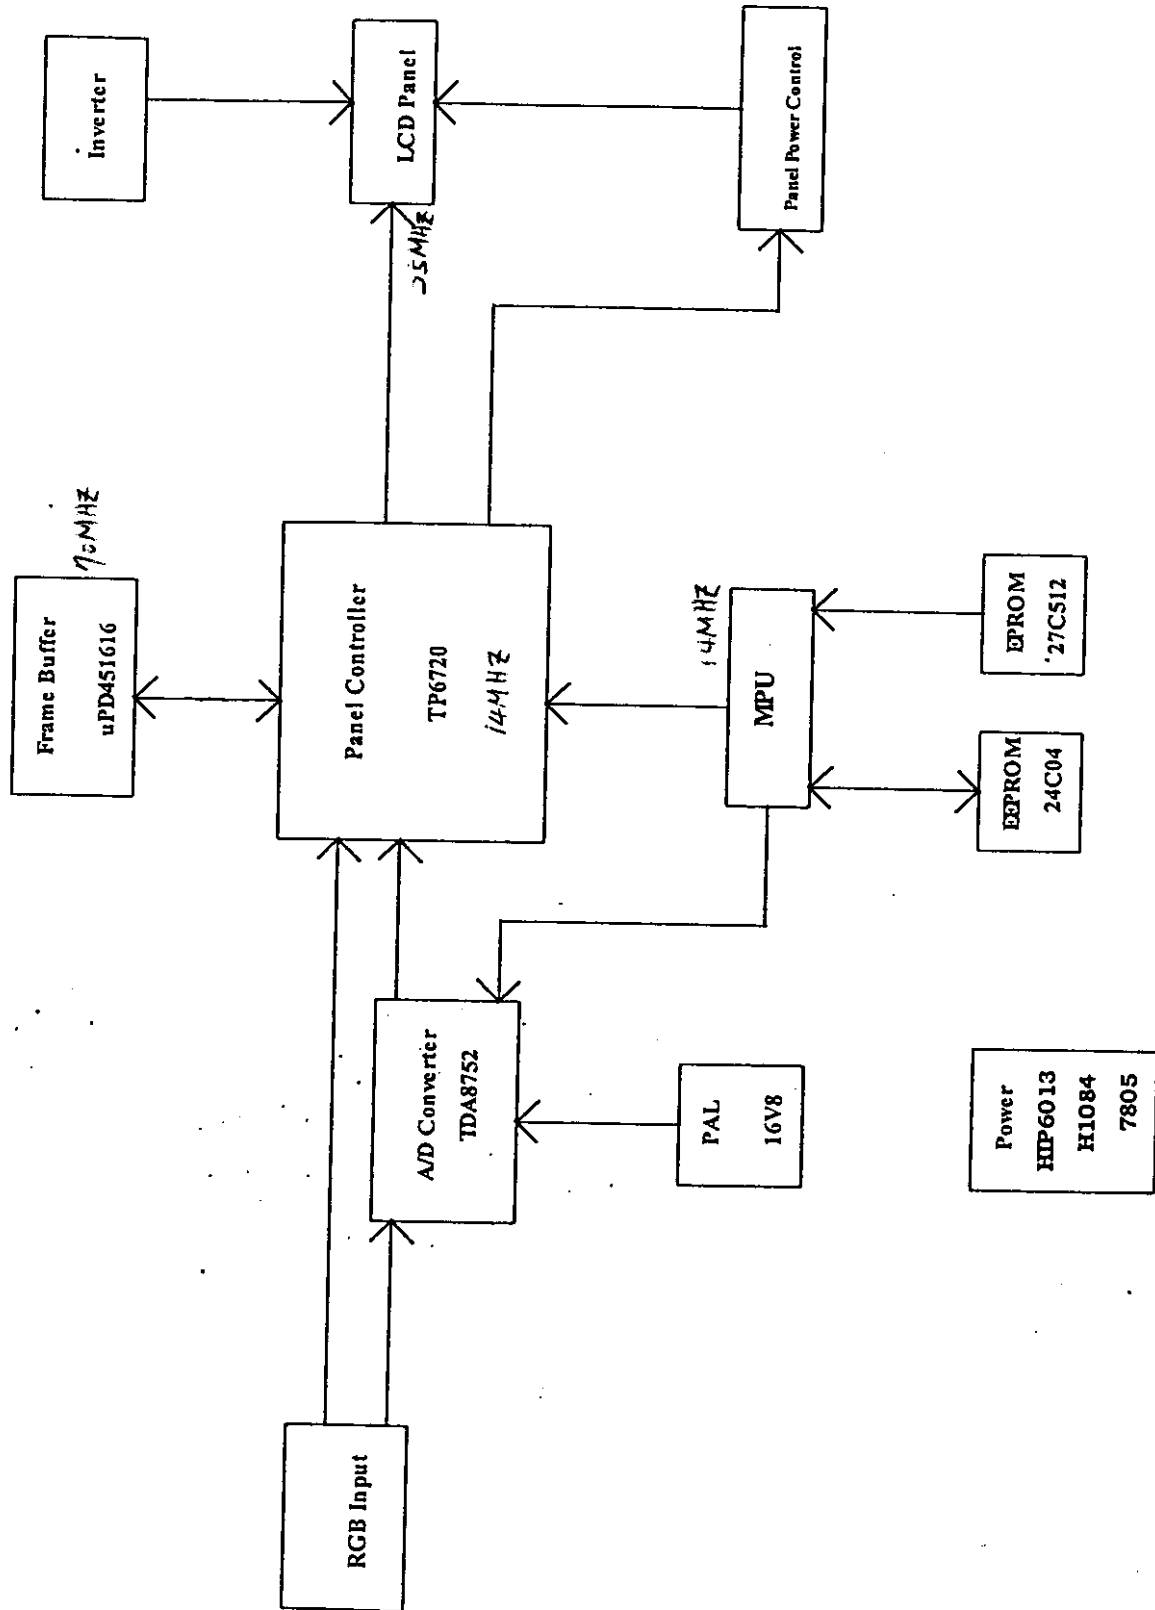 Inverter
LCD Panel
25MHZ
Panel Power Control
Frame Buffer
uPD451616
70MHZ
Panel Controller
TP6720
14MHZ
14MHZ
MPU
EPROM
27C512
EEPROM
24C04
A/D Converter
TDA8752
PAL
16V8
Power
HIP6013
H1084
7805
RGB Input